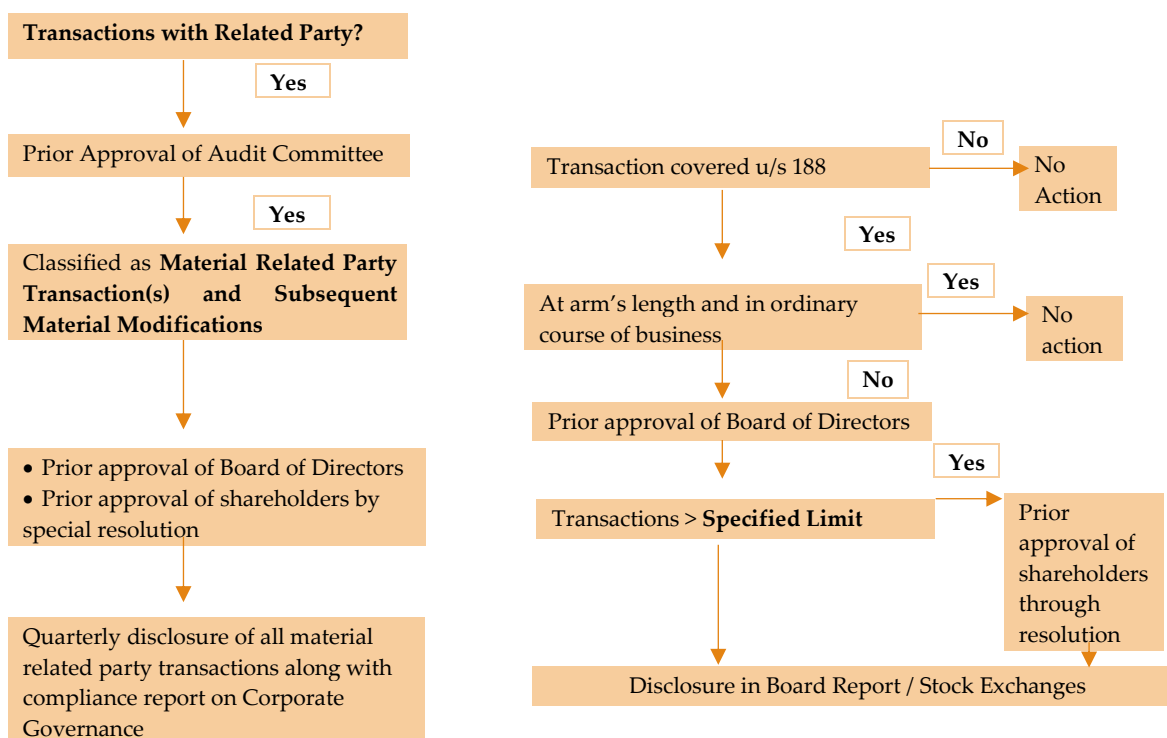 Transactions with Related Party?
Yes
Prior Approval of Audit Committee
Yes
Classified as Material Related Party
Transaction(s) and Subsequent
Material Modifications
• Prior approval of Board of Directors
• Prior approval of shareholders by
special resolution
Quarterly disclosure of all material
related party transactions along with
compliance report on Corporate
Governance
Transaction covered u/s 188
No
No
Action
Yes
At arm’s length and in ordinary
course of business
Yes
No
action
No
Prior approval of Board of Directors
Transactions > Specified Limit
Yes
Prior
approval of
shareholders
through
resolution
Disclosure in Board Report / Stock Exchanges